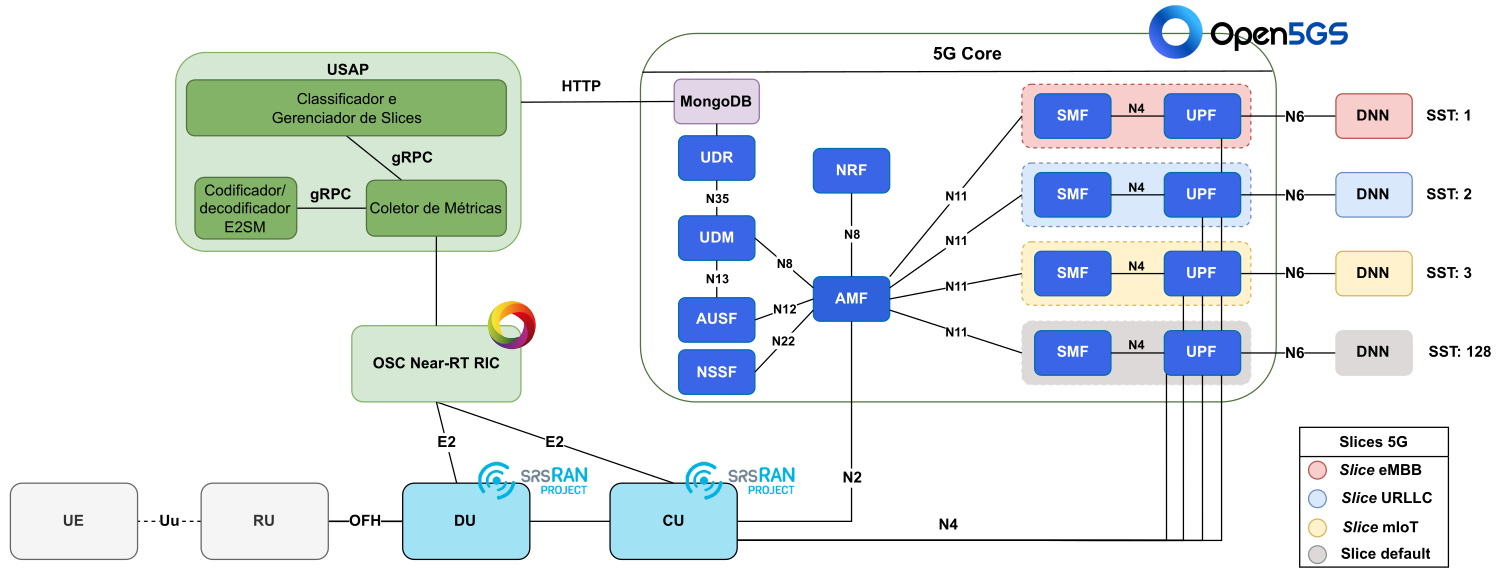 Open5GS
5G Core
USAP
Classificador e
Gerenciador de Slices
gRPC
Codificador/
decodificador
E2SM
gRPC
Coletor de Métricas
HTTP
MongoDB
UDR
N35
UDM
N13
AUSF
NSSF
N8
N12
N22
NRF
N8
AMF
N11
N11
N11
N11
SMF
N4
UPF
N6
DNN
SST: 1
SMF
N4
UPF
N6
DNN
SST: 2
SMF
N4
UPF
N6
DNN
SST: 3
SMF
N4
UPF
N6
DNN
SST: 128
OSC Near-RT RIC
E2
E2
srsRAN
PROJECT
srsRAN
PROJECT
UE
Uu
RU
OFH
DU
CU
N2
N4
Slices 5G
Slice eMBB
Slice URLLC
Slice mIoT
Slice default